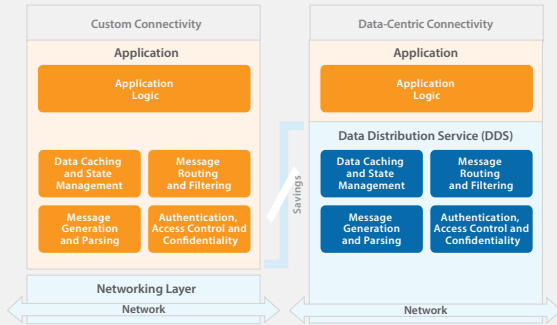 Custom Connectivity
Application
Application
Logic
Data Caching
and State
Management
Message
Routing
and Filtering
Message
Generation
and Parsing
Authentication,
Access Control and
Confidentiality
Networking Layer
Network
Savings
Data-Centric Connectivity
Application
Application
Logic
Data Distribution Service (DDS)
Data Caching
and State
Management
Message
Routing
and Filtering
Message
Generation
and Parsing
Authentication,
Access Control and
Confidentiality
Network